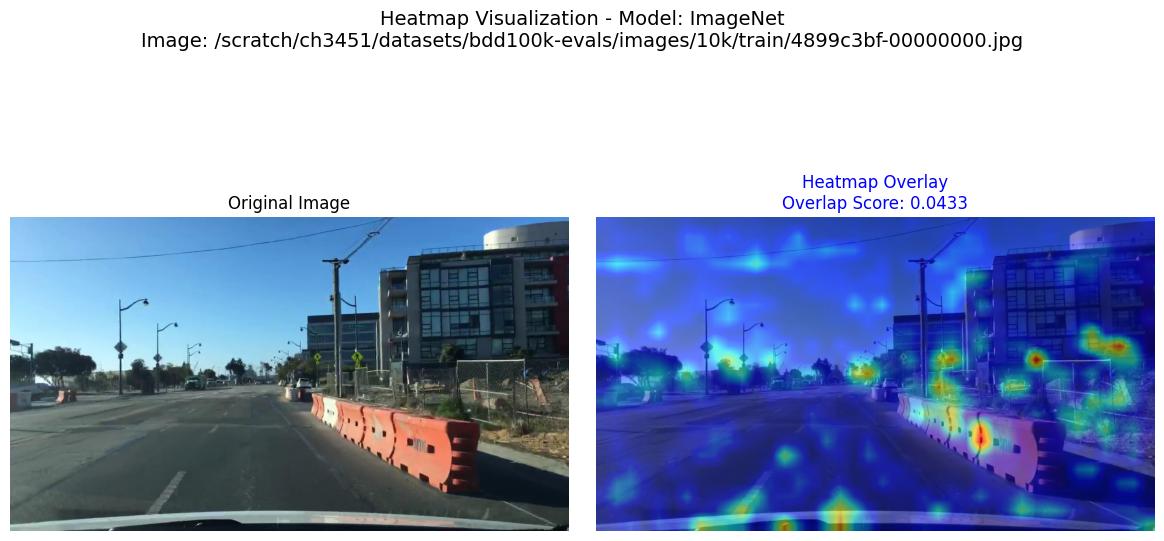 Heatmap Visualization - Model: ImageNet
Image: /scratch/ch3451/datasets/bdd100k-evals/images/10k/train/4899c3bf-00000000.jpg
Original Image
Heatmap Overlay
Overlap Score: 0.0433